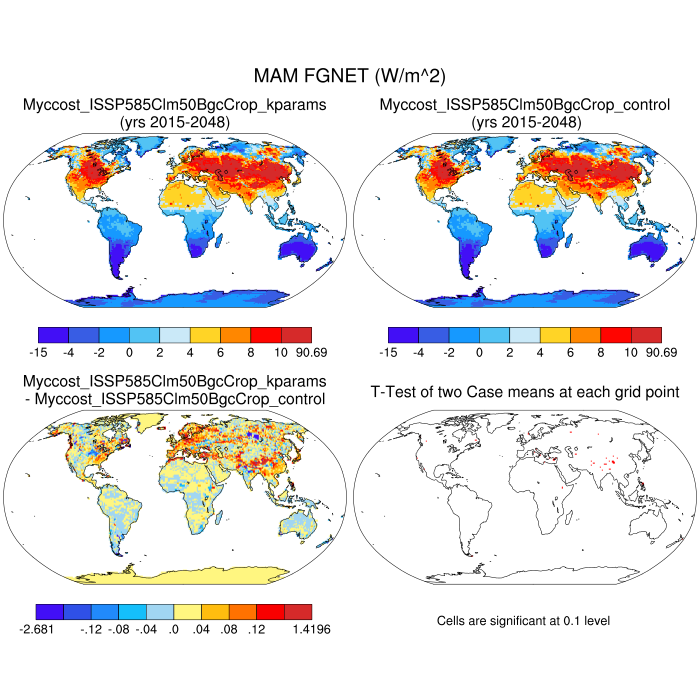 MAM FGNET (W/m^2)
Myccost_ISSP585Clm50BgcCrop_kparams
(yrs 2015-2048)
Myccost_ISSP585Clm50BgcCrop_control
(yrs 2015-2048)
-15 -4 -2 0 2 4 6 8 10 90.69
-15 -4 -2 0 2 4 6 8 10 90.69
Myccost_ISSP585Clm50BgcCrop_kparams
- Myccost_ISSP585Clm50BgcCrop_control
T-Test of two Case means at each grid point
-2.681 -.12 -.08 -.04 .0 .04 .08 .12 1.4196
Cells are significant at 0.1 level